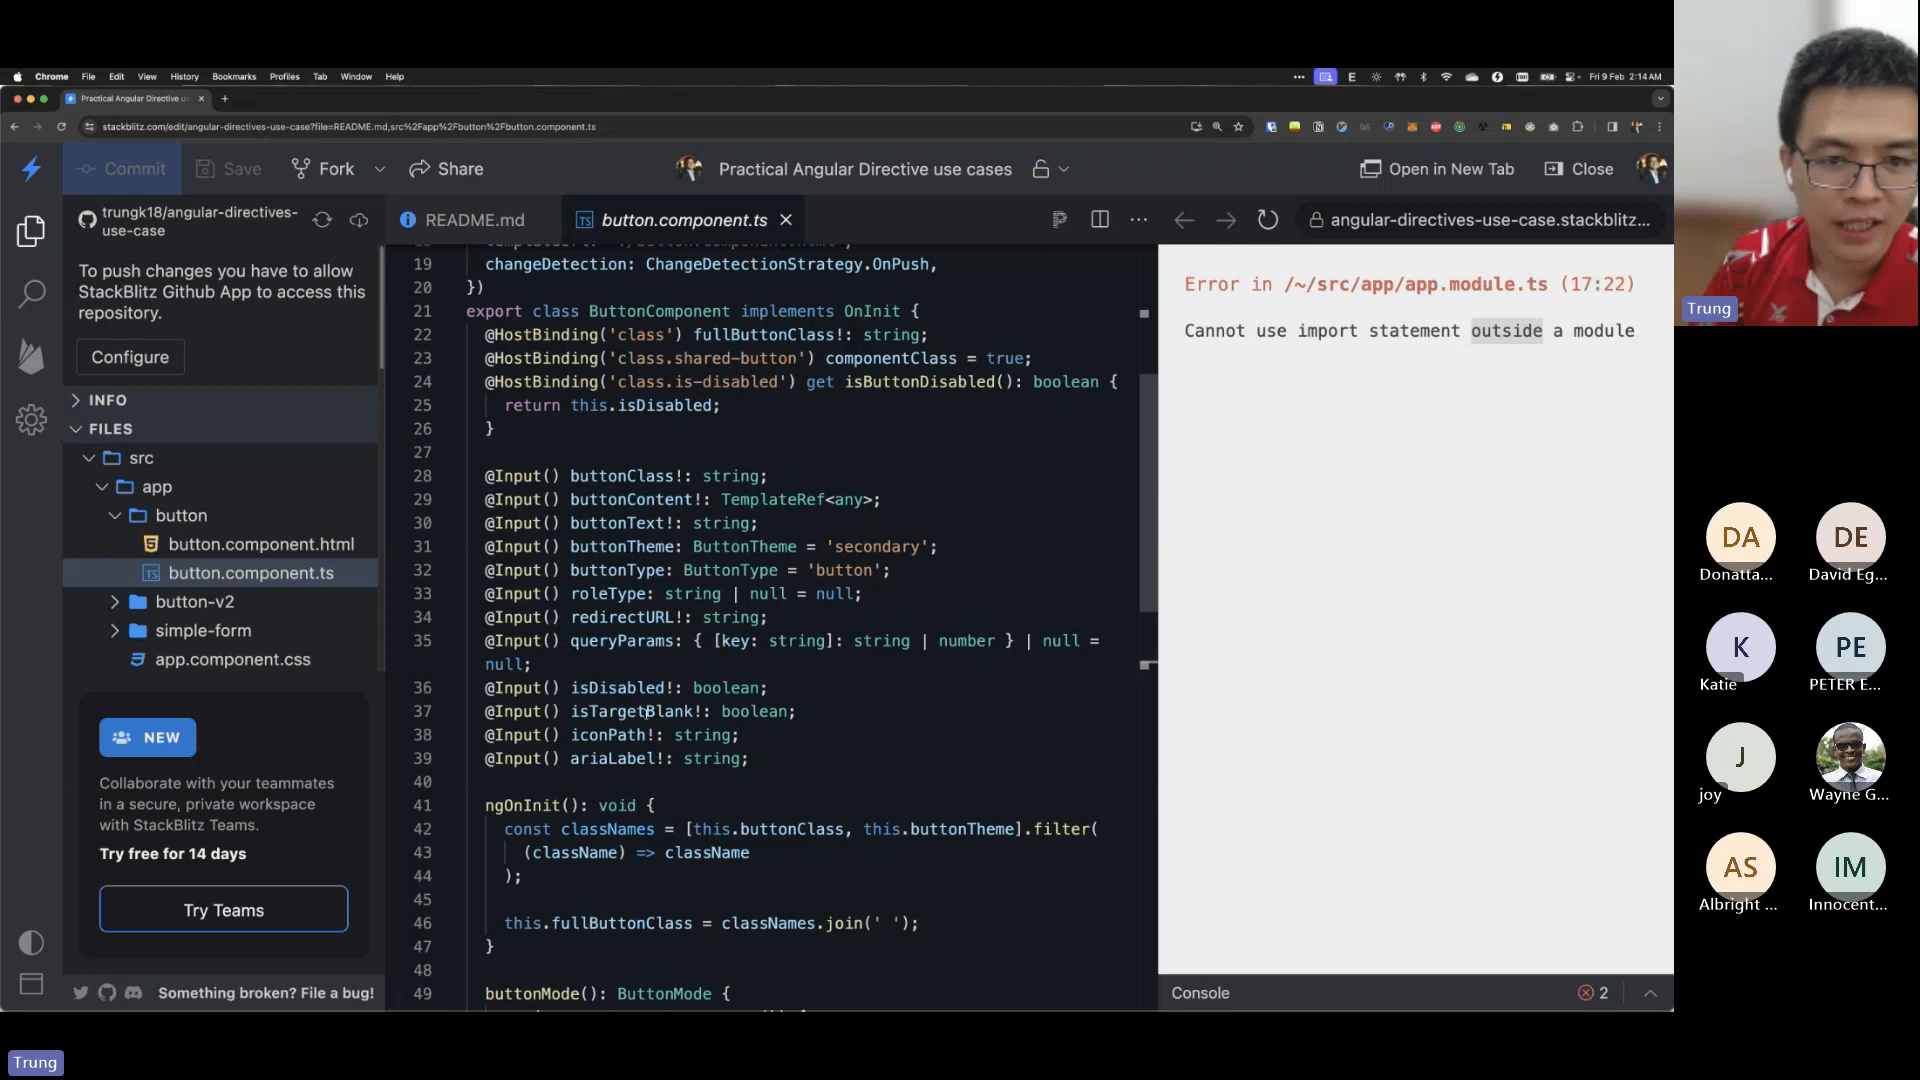 Chrome File Edit View History Bookmarks Profiles Tab Window Help
Fri 9 Feb 2:14 AM
Practical Angular Directive u
stackblitz.com/edit/angular-directives-use-case?file=README.md,src%2Fapp%2Fbutton%2Fbutton.component.ts
Commit Save Fork Share
Practical Angular Directive use cases
Open in New Tab Close
trungk18/angular-directives-
use-case
To push changes you have to allow
StackBlitz Github App to access this
repository.
Configure
INFO
FILES
src
app
button
button.component.html
button.component.ts
button-v2
simple-form
app.component.css
NEW
Collaborate with your teammates
in a secure, private workspace
with StackBlitz Teams.
Try free for 14 days
Try Teams
Something broken? File a bug!
README.md
button.component.ts
19 changeDetection: ChangeDetectionStrategy.OnPush,
20 })
21 export class ButtonComponent implements OnInit {
22 @HostBinding('class') fullButtonClass!: string;
23 @HostBinding('class.shared-button') componentClass = true;
24 @HostBinding('class.is-disabled') get isButtonDisabled(): boolean {
25 return this.isDisabled;
26 }
27
28 @Input() buttonClass!: string;
29 @Input() buttonContent!: TemplateRef<any>;
30 @Input() buttonText!: string;
31 @Input() buttonTheme: ButtonTheme = 'secondary';
32 @Input() buttonType: ButtonType = 'button';
33 @Input() roleType: string | null = null;
34 @Input() redirectURL!: string;
35 @Input() queryParams: { [key: string]: string | number } | null =
null;
36 @Input() isDisabled!: boolean;
37 @Input() isTargetBlank!: boolean;
38 @Input() iconPath!: string;
39 @Input() ariaLabel!: string;
40
41 ngOnInit(): void {
42 const classNames = [this.buttonClass, this.buttonTheme].filter(
43 (className) => className
44 );
45
46 this.fullButtonClass = classNames.join(' ');
47 }
48
49 buttonMode(): ButtonMode {
angular-directives-use-case.stackblitz...
Error in /~/src/app/app.module.ts (17:22)
Cannot use import statement outside a module
Console
2
Trung
DA
Donatta...
DE
David Eg...
K
Katie
PE
PETER E...
J
joy
Wayne G...
AS
Albright ...
IM
Innocent...
Trung